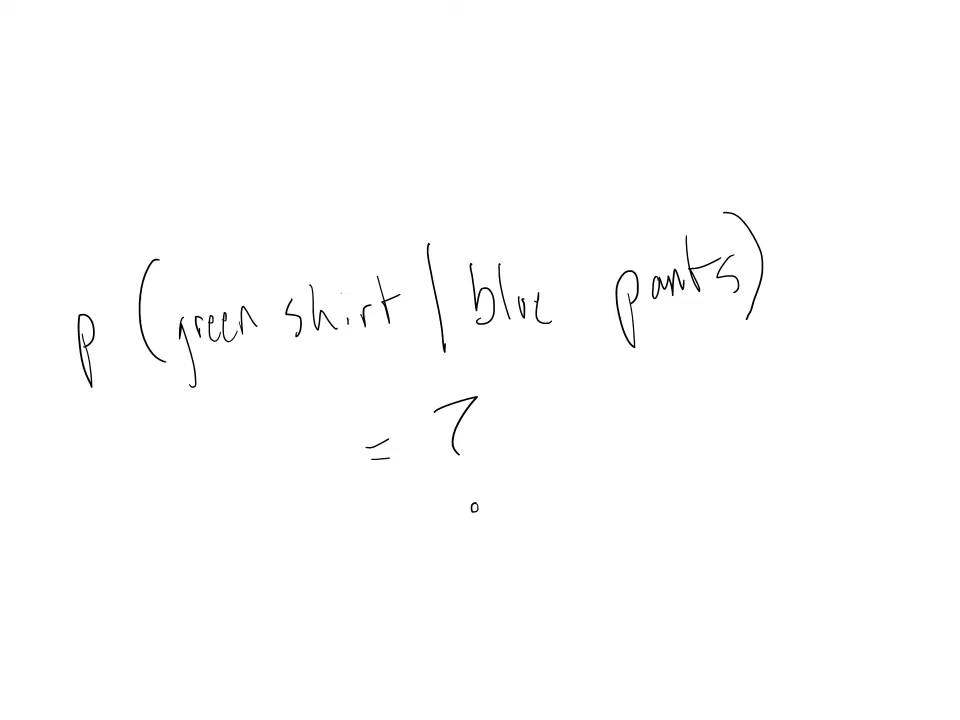 p (green shirt | blue pants)
= ?